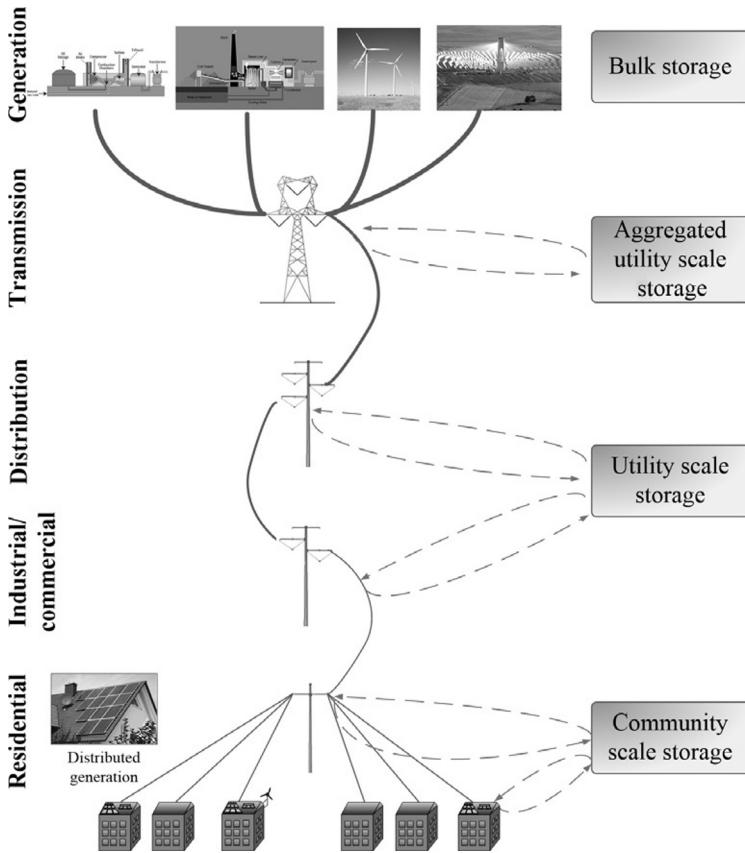 Generation
Bulk storage
Transmission
Aggregated
utility scale
storage
Distribution
Utility scale
storage
Industrial/
commercial
Residential
Distributed
generation
Community
scale storage